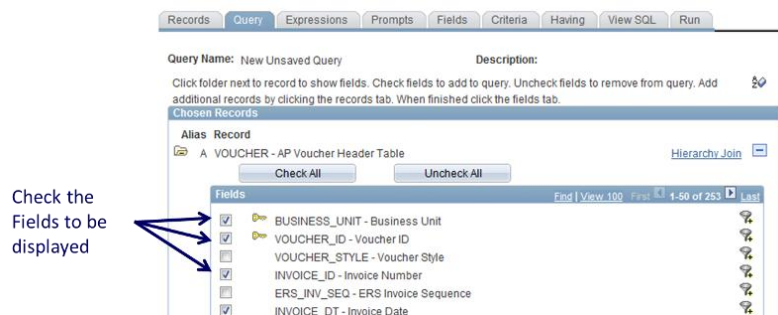 Records Query Expressions Prompts Fields Criteria Having View SQL Run
Query Name: New Unsaved Query Description:
Click folder next to record to show fields. Check fields to add to query. Uncheck fields to remove from query. Add
additional records by clicking the records tab. When finished click the fields tab.
Chosen Records
Alias Record
A VOUCHER - AP Voucher Header Table Hierarchy Join
Check All Uncheck All
Fields Find | View 100 First 1-50 of 253 Last
Check the
Fields to be
displayed
BUSINESS_UNIT - Business Unit
VOUCHER_ID - Voucher ID
VOUCHER_STYLE - Voucher Style
INVOICE_ID - Invoice Number
ERS_INV_SEQ - ERS Invoice Sequence
INVOICE_DT - Invoice Date